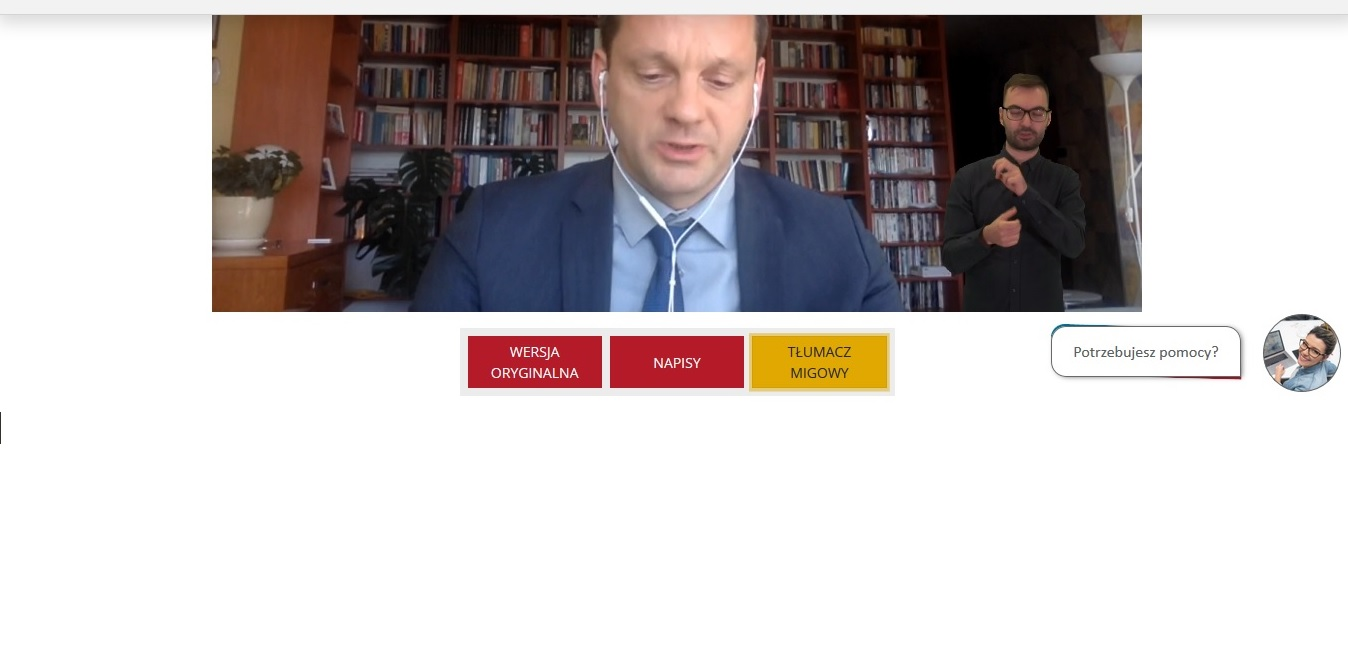 WERSJA
ORYGINALNA
NAPISY
TŁUMACZ
MIGOWY
Potrzebujesz pomocy?